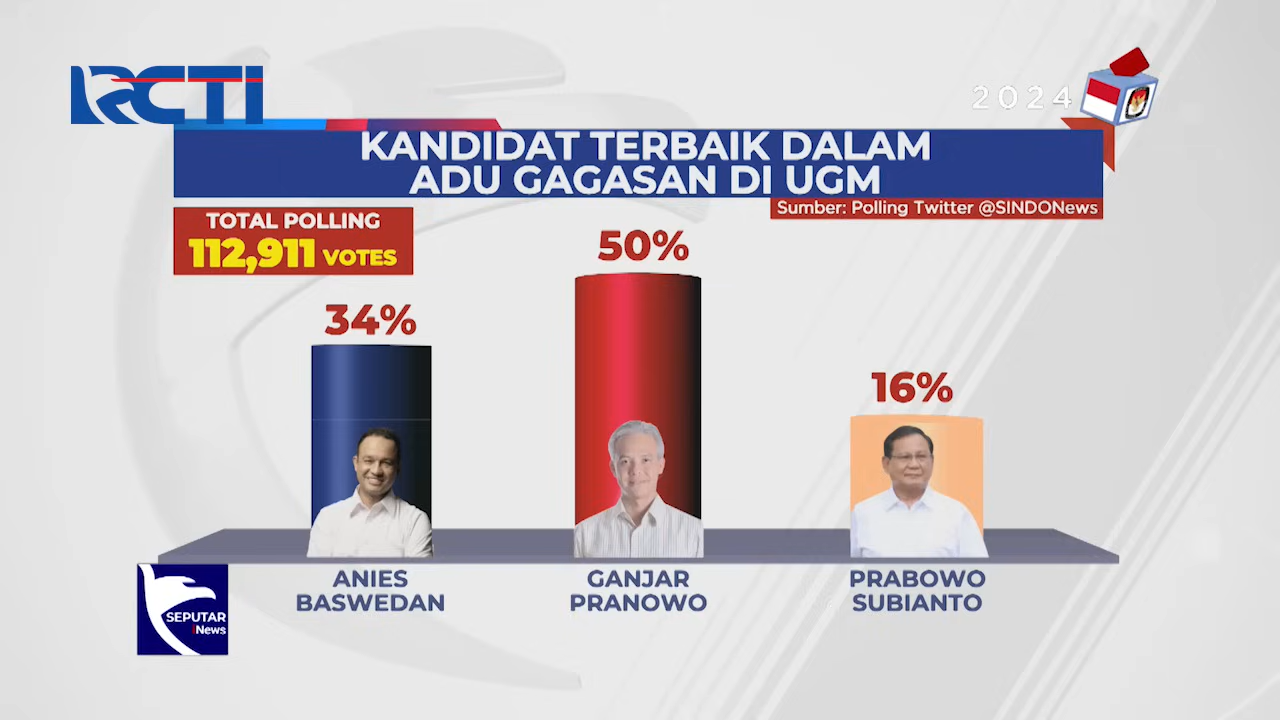 RCTI
2024
KANDIDAT TERBAIK DALAM
ADU GAGASAN DI UGM
Sumber: Polling Twitter @SINDONews
TOTAL POLLING
112,911 VOTES
34%
50%
16%
ANIES
BASWEDAN
GANJAR
PRANOWO
PRABOWO
SUBIANTO
SEPUTAR
iNews